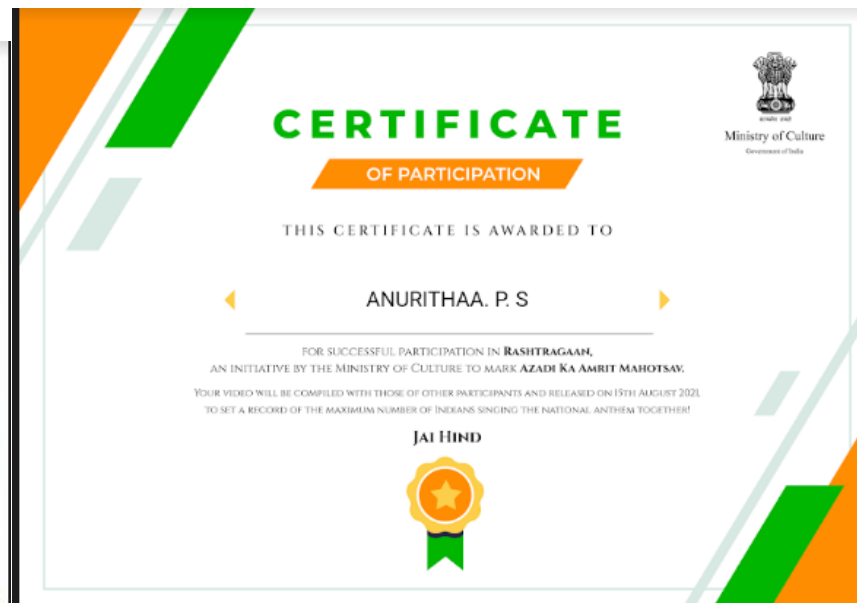 CERTIFICATE
OF PARTICIPATION
Ministry of Culture
Government of India
THIS CERTIFICATE IS AWARDED TO
ANURITHAA. P. S
FOR SUCCESSFUL PARTICIPATION IN RASHTRAGAAN,
AN INITIATIVE BY THE MINISTRY OF CULTURE TO MARK AZADI KA AMRIT MAHOTSAV.
YOUR VIDEO WILL BE COMPILED WITH THOSE OF OTHER PARTICIPANTS AND RELEASED ON 15TH AUGUST 2021,
TO SET A RECORD OF THE MAXIMUM NUMBER OF INDIANS SINGING THE NATIONAL ANTHEM TOGETHER!
JAI HIND